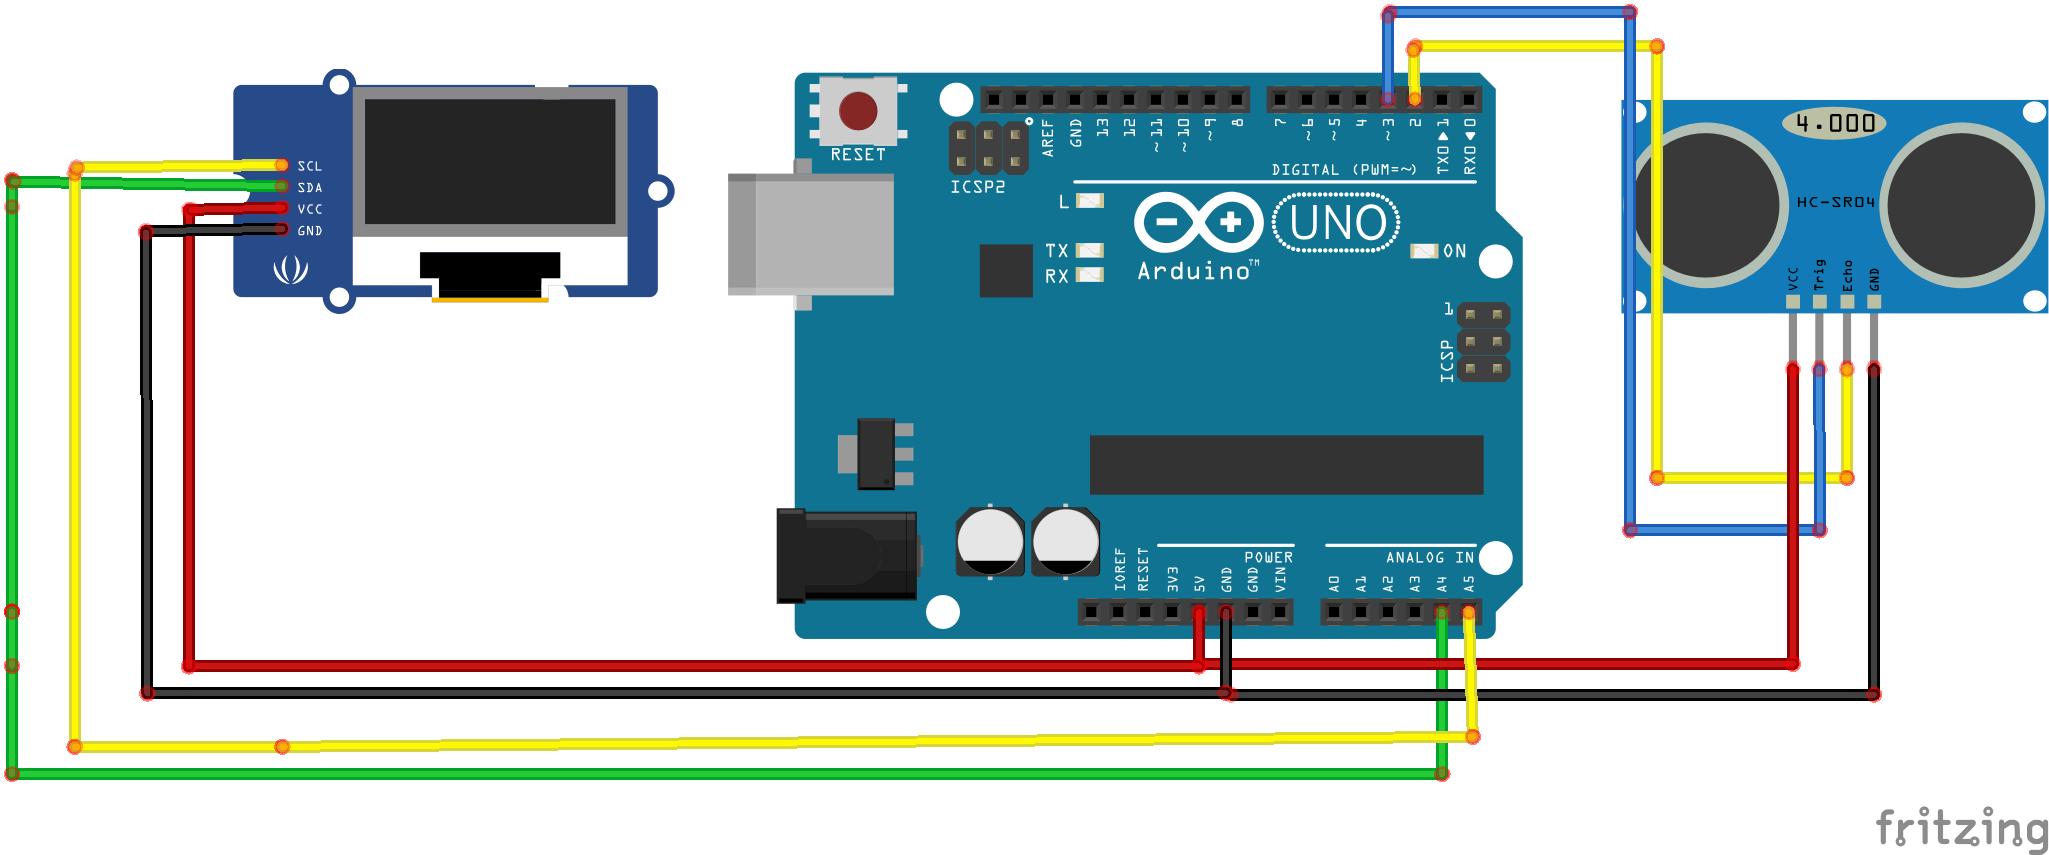 SCL
SDA
VCC
GND
RESET
ICSP2
AREF
GND
13
12
~11
~10
~9
8
7
~6
~5
4
~3
2
TX0▶1
RX0◀0
DIGITAL (PWM=~)
L
TX
RX
Arduino™
UNO
ON
1
ICSP
IOREF
RESET
3V3
5V
GND
GND
VIN
POWER
ANALOG IN
A0
A1
A2
A3
A4
A5
4.000
HC-SR04
VCC
Trig
Echo
GND
fritzing